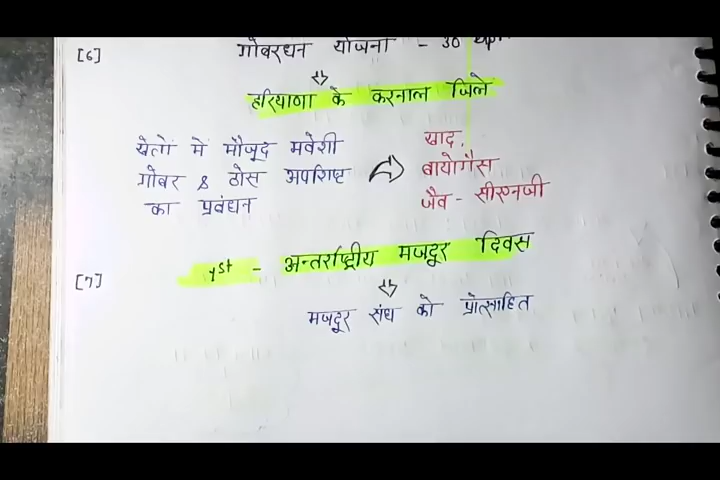 [6] गोबरधन योजना - 30 Apr
हरियाणा के करनाल जिले
खेतों में मौजूद मवेशी
गोबर & ठोस अपशिष्ट
का प्रबंधन
खाद,
बायोगैस
जैव - सीएनजी
[7] 1st - अन्तर्राष्ट्रीय मजदूर दिवस
मजदूर संघ को प्रोत्साहित